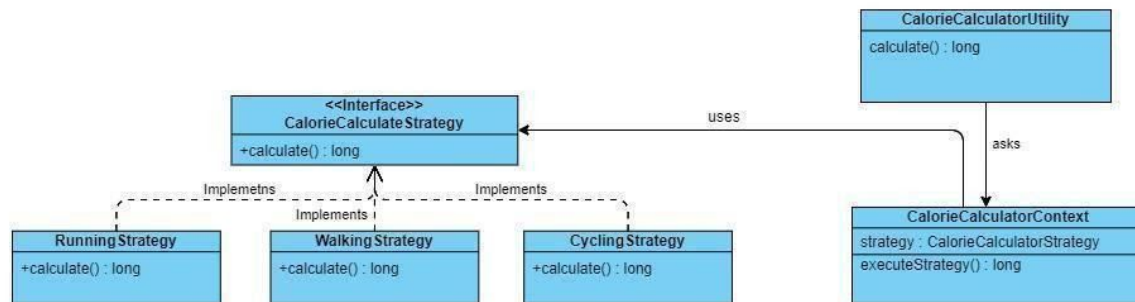 CalorieCalculatorUtility
calculate() : long
<<Interface>>
CalorieCalculateStrategy
+calculate() : long
uses
asks
Implemetns
Implements
Implements
RunningStrategy
+calculate() : long
WalkingStrategy
+calculate() : long
CyclingStrategy
+calculate() : long
CalorieCalculatorContext
strategy : CalorieCalculatorStrategy
executeStrategy() : long